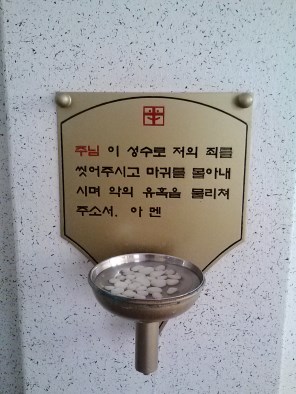 주님 이 성수로 저의 죄를
씻어주시고 마귀를 몰아내
시며 악의 유혹을 물리쳐
주소서. 아 멘